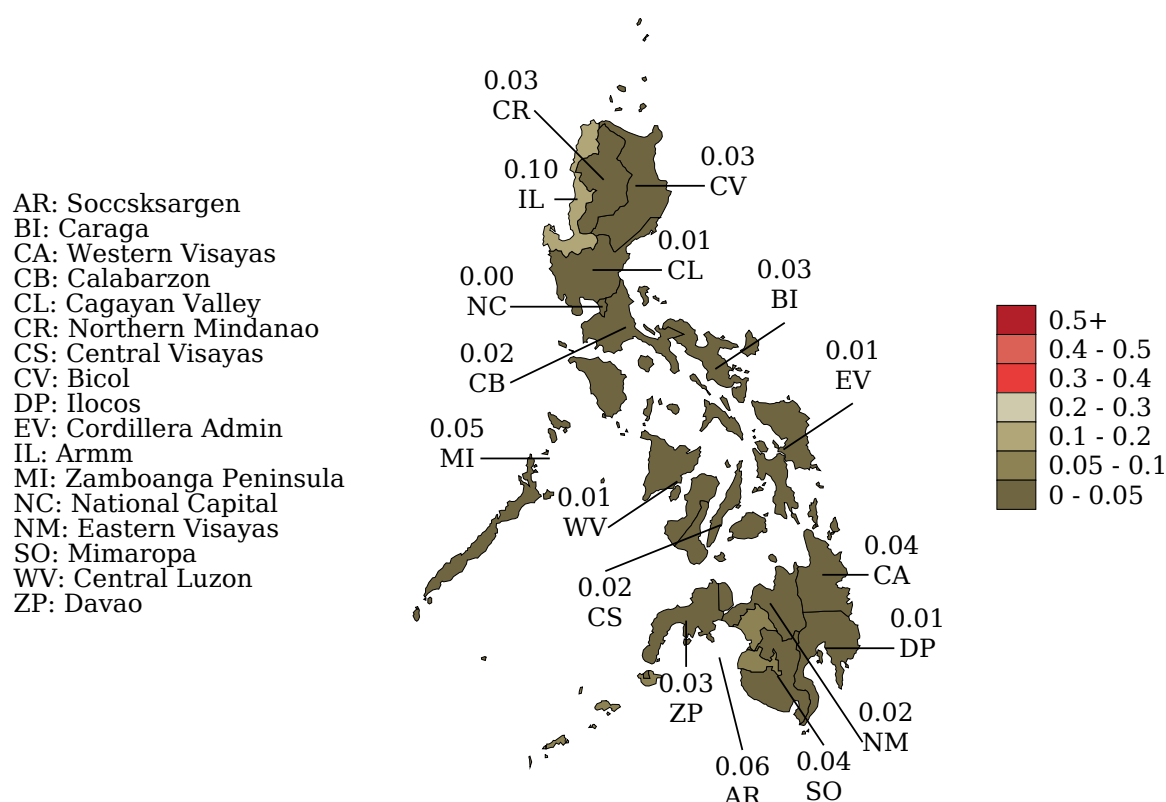 0.03
CR
0.10
IL
0.03
CV
AR: Soccsksargen
BI: Caraga
CA: Western Visayas
CB: Calabarzon
CL: Cagayan Valley
CR: Northern Mindanao
CS: Central Visayas
CV: Bicol
DP: Ilocos
EV: Cordillera Admin
IL: Armm
MI: Zamboanga Peninsula
NC: National Capital
NM: Eastern Visayas
SO: Mimaropa
WV: Central Luzon
ZP: Davao
0.01
CL
0.00
NC
0.03
BI
0.02
CB
0.01
EV
0.05
MI
0.01
WV
0.02
CS
0.04
CA
0.01
DP
0.03
ZP
0.02
NM
0.06
AR
0.04
SO
0.5+
0.4 - 0.5
0.3 - 0.4
0.2 - 0.3
0.1 - 0.2
0.05 - 0.1
0 - 0.05